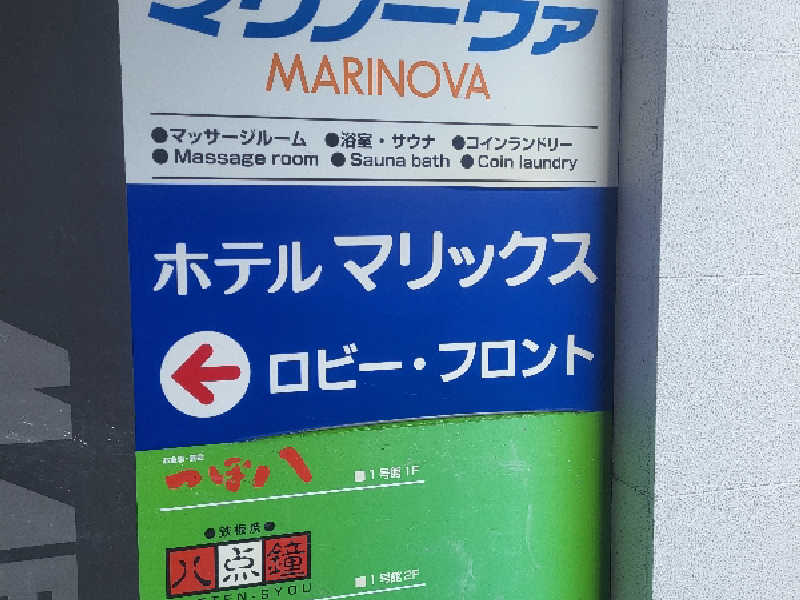 マリノーヴァ
MARINOVA
●マッサージルーム ●浴室・サウナ ●コインランドリー
●Massage room ●Sauna bath ●Coin laundry
ホテル マリックス
← ロビー・フロント
つぼ八
■1号館1F
●鉄板焼●
八点鐘
■1号館2F